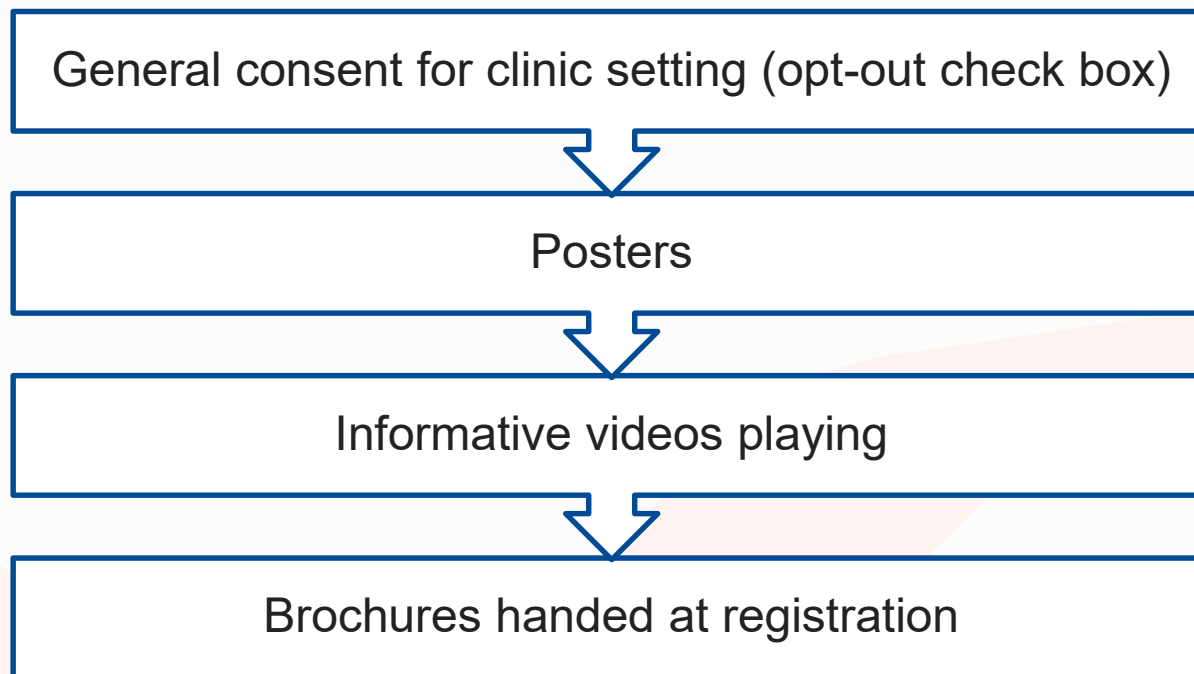 General consent for clinic setting (opt-out check box)
Posters
Informative videos playing
Brochures handed at registration